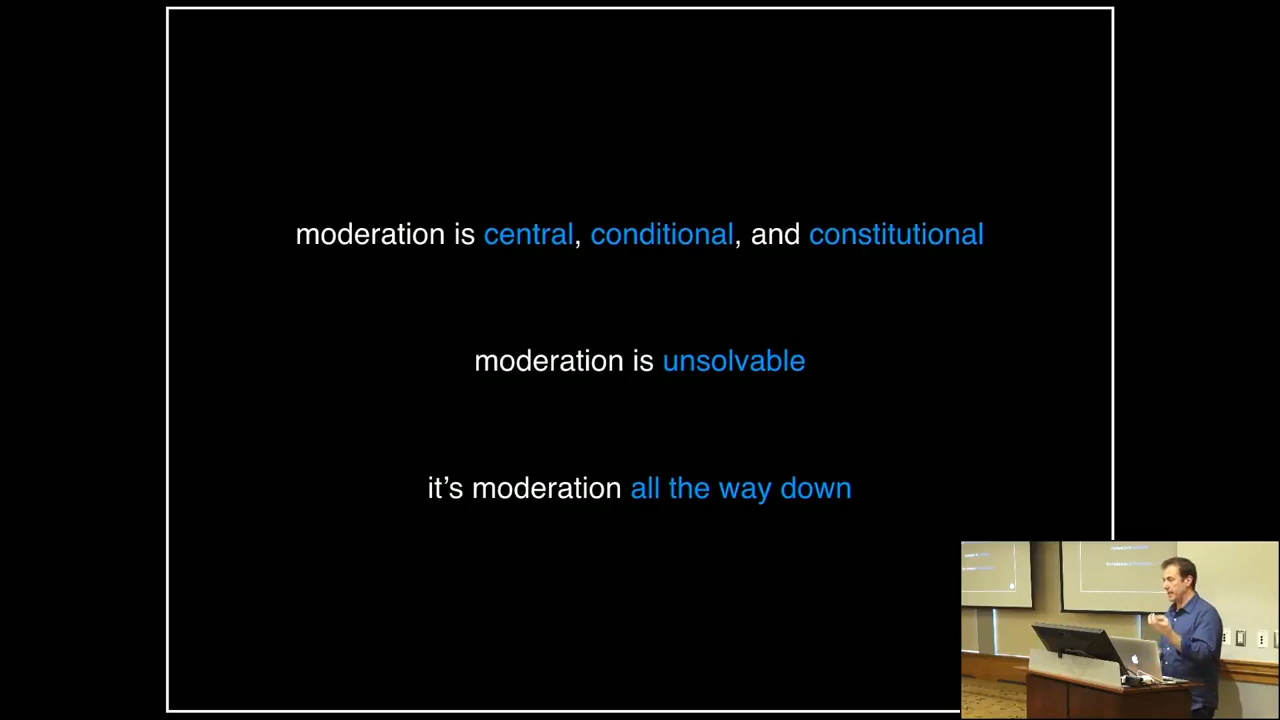 moderation is central, conditional, and constitutional
moderation is unsolvable
it’s moderation all the way down